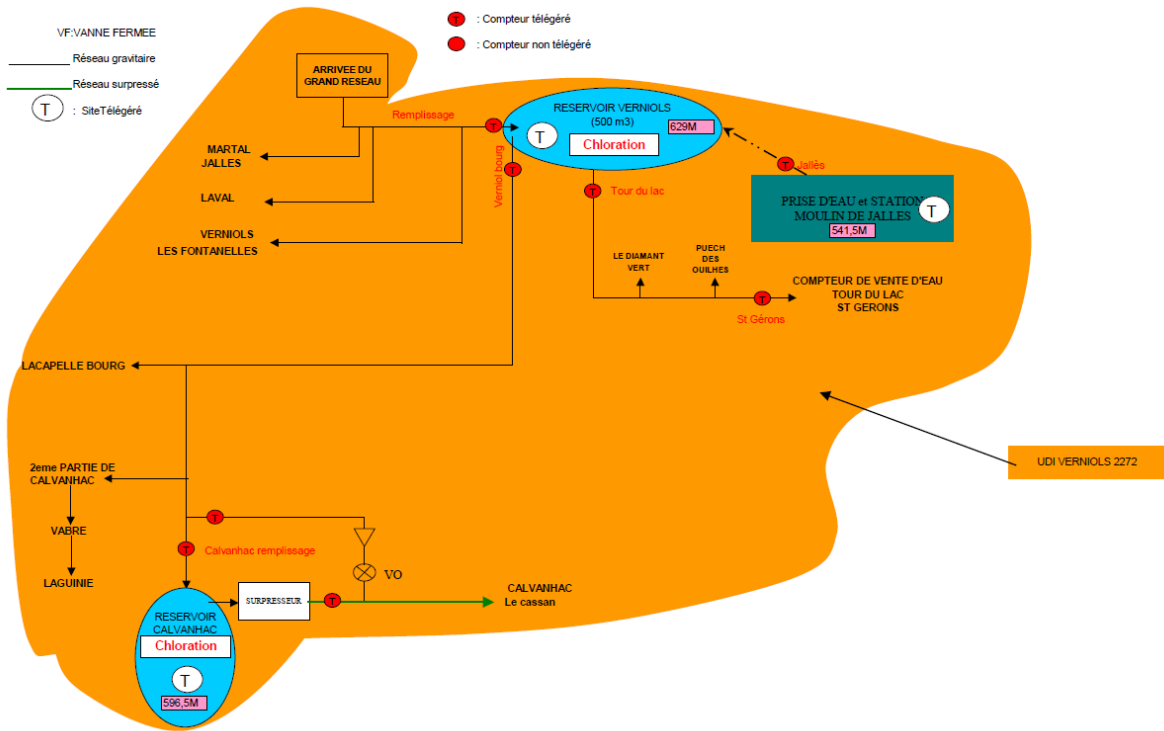 VF:VANNE FERMEE
Réseau gravitaire
Réseau surpressé
T : SiteTélégéré
T : Compteur télégéré
: Compteur non télégéré
ARRIVEE DU
GRAND RESEAU
Remplissage
T
RESERVOIR VERNIOLS
(500 m3)
T
629M
Chloration
MARTAL
JALLES
LAVAL
VERNIOLS
LES FONTANELLES
Verniol bourg
T
T
Tour du lac
T
Jallès
PRISE D'EAU et STATION
MOULIN DE JALLES
T
541,5M
LE DIAMANT
VERT
PUECH
DES
OUILHES
T
St Gérons
COMPTEUR DE VENTE D'EAU
TOUR DU LAC
ST GERONS
LACAPELLE BOURG
UDI VERNIOLS 2272
2eme PARTIE DE
CALVANHAC
VABRE
LAGUINIE
T
T
Calvanhac remplissage
VO
SURPRESSEUR
T
CALVANHAC
Le cassan
RESERVOIR
CALVANHAC
Chloration
T
596,5M